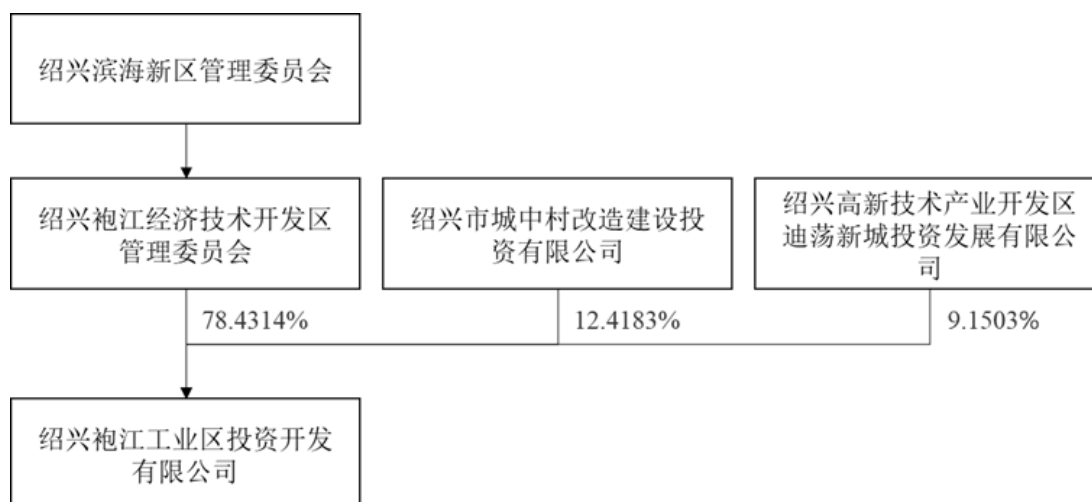 绍兴滨海新区管理委员会
绍兴袍江经济技术开发区
管理委员会
绍兴市城中村改造建设投
资有限公司
绍兴高新技术产业开发区
迪荡新城投资发展有限公
司
78.4314%
12.4183%
9.1503%
绍兴袍江工业区投资开发
有限公司